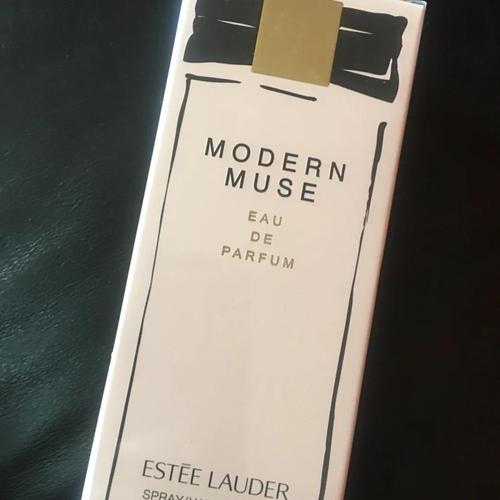 MODERN
MUSE
EAU
DE
PARFUM
ESTĒE LAUDER